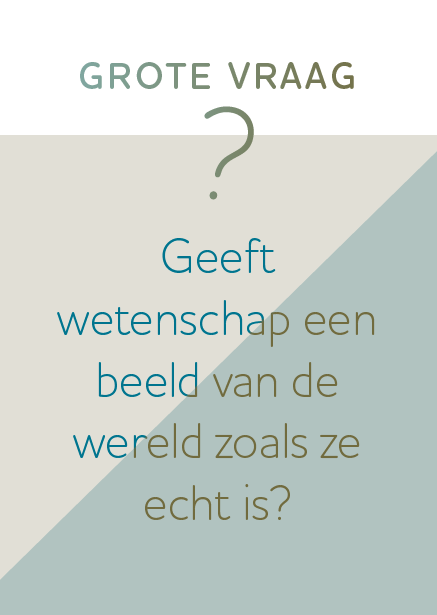 GROTE VRAAG
?
Geeft
wetenschap een
beeld van de
wereld zoals ze
echt is?